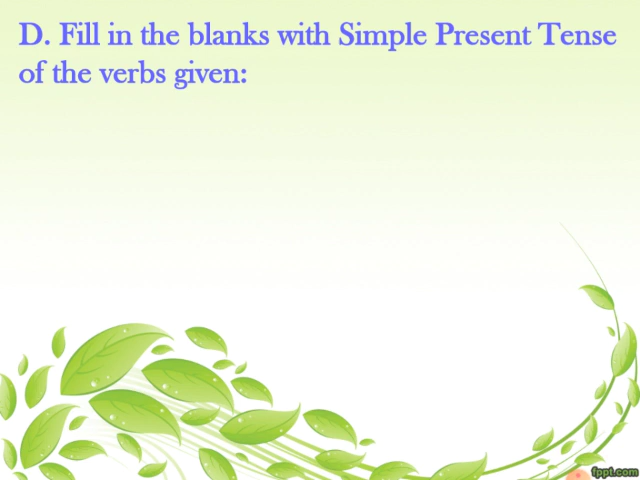 D. Fill in the blanks with Simple Present Tense
of the verbs given:
fppt.com